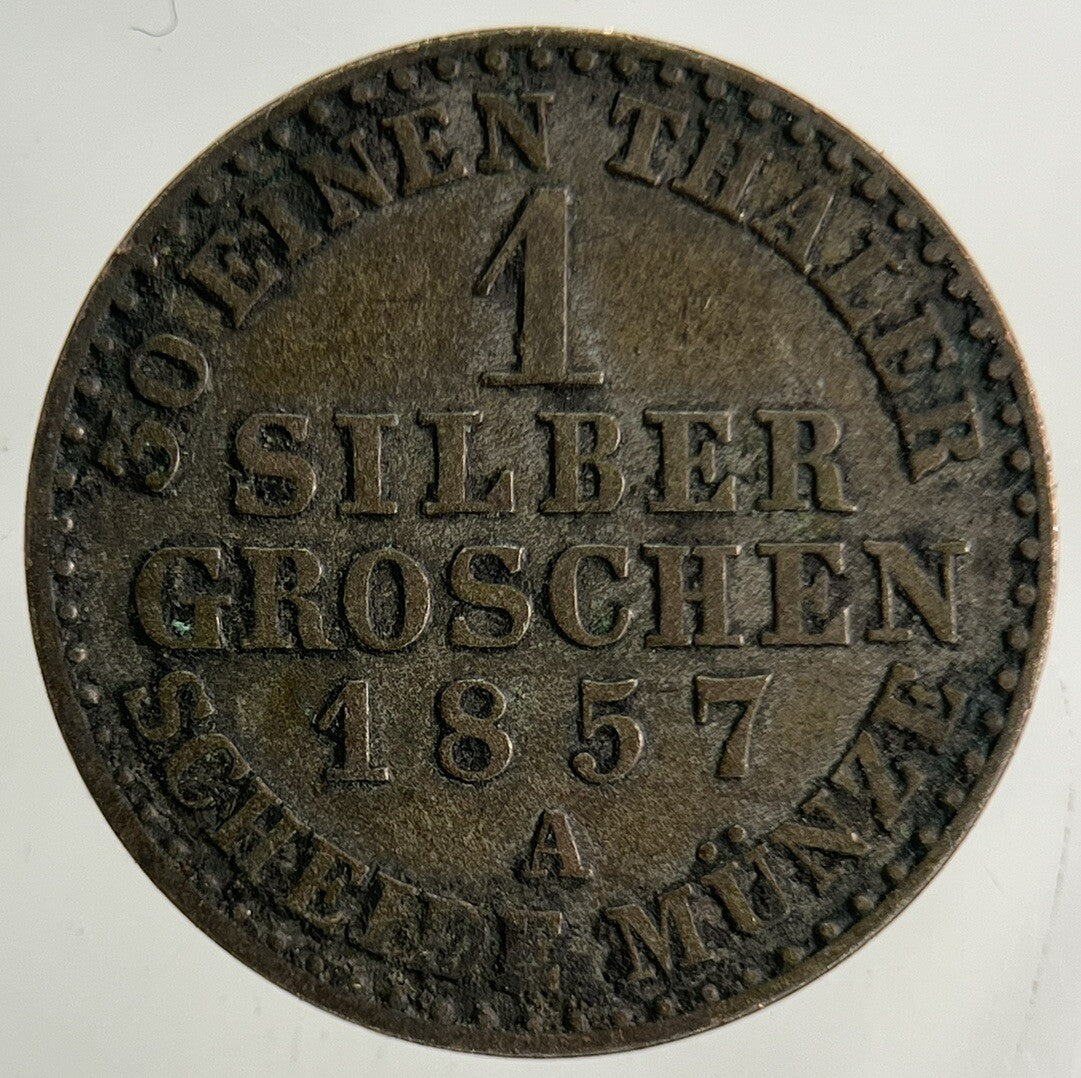 30 EINEN THALER
1
SILBER
GROSCHEN
1857
A
SCHEIDE MÜNZE